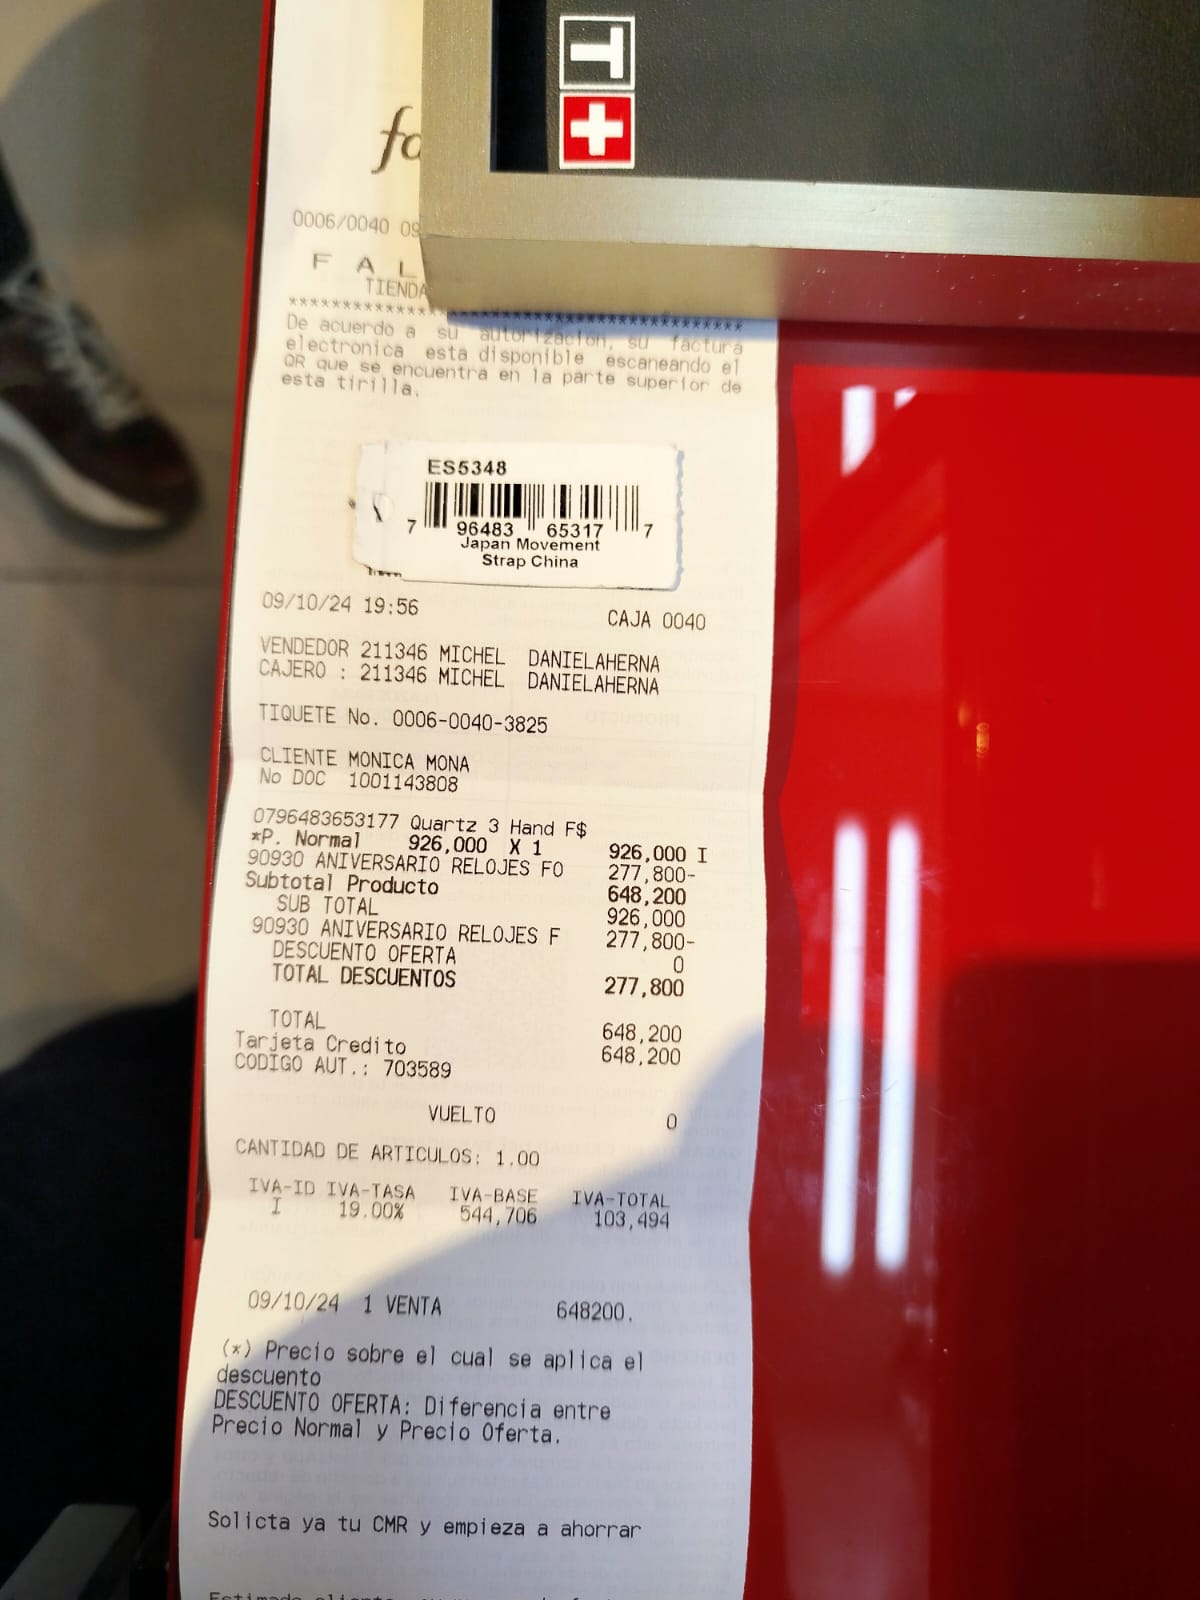 T
fa
0006/0040 09
F A L
TIENDA
******************************************
De acuerdo a su autorizacion, su factura
electronica esta disponible escaneando el
QR que se encuentra en la parte superior de
esta tirilla.
ES5348
7 96483 65317 7
Japan Movement
Strap China
09/10/24 19:56 CAJA 0040
VENDEDOR 211346 MICHEL DANIELAHERNA
CAJERO : 211346 MICHEL DANIELAHERNA
TIQUETE No. 0006-0040-3825
CLIENTE MONICA MONA
No DOC 1001143808
0796483653177 Quartz 3 Hand F$
*P. Normal 926,000 X 1 926,000 I
90930 ANIVERSARIO RELOJES FO 277,800-
Subtotal Producto 648,200
SUB TOTAL 926,000
90930 ANIVERSARIO RELOJES F 277,800-
DESCUENTO OFERTA 0
TOTAL DESCUENTOS 277,800
TOTAL 648,200
Tarjeta Credito 648,200
CODIGO AUT.: 703589
VUELTO 0
CANTIDAD DE ARTICULOS: 1.00
IVA-ID IVA-TASA IVA-BASE IVA-TOTAL
I 19.00% 544,706 103,494
09/10/24 1 VENTA 648200.
(*) Precio sobre el cual se aplica el
descuento
DESCUENTO OFERTA: Diferencia entre
Precio Normal y Precio Oferta.
Solicta ya tu CMR y empieza a ahorrar